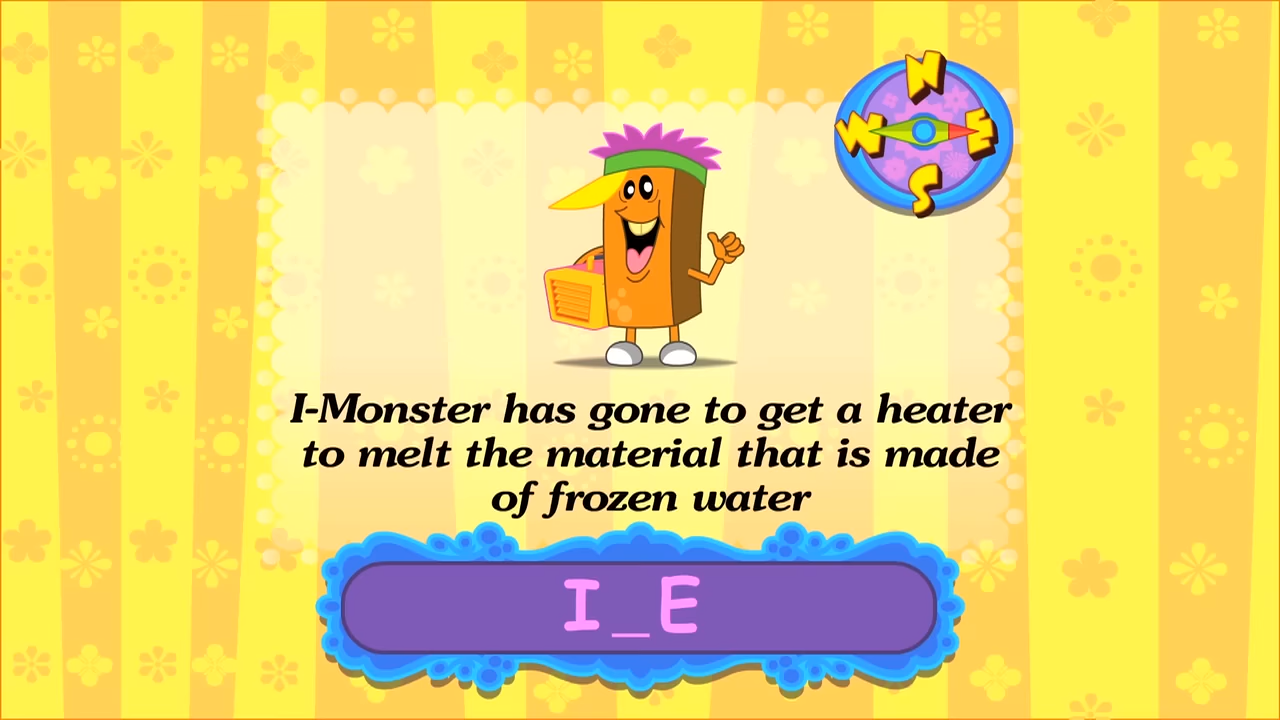 N
W E
S
I-Monster has gone to get a heater
to melt the material that is made
of frozen water
I_E